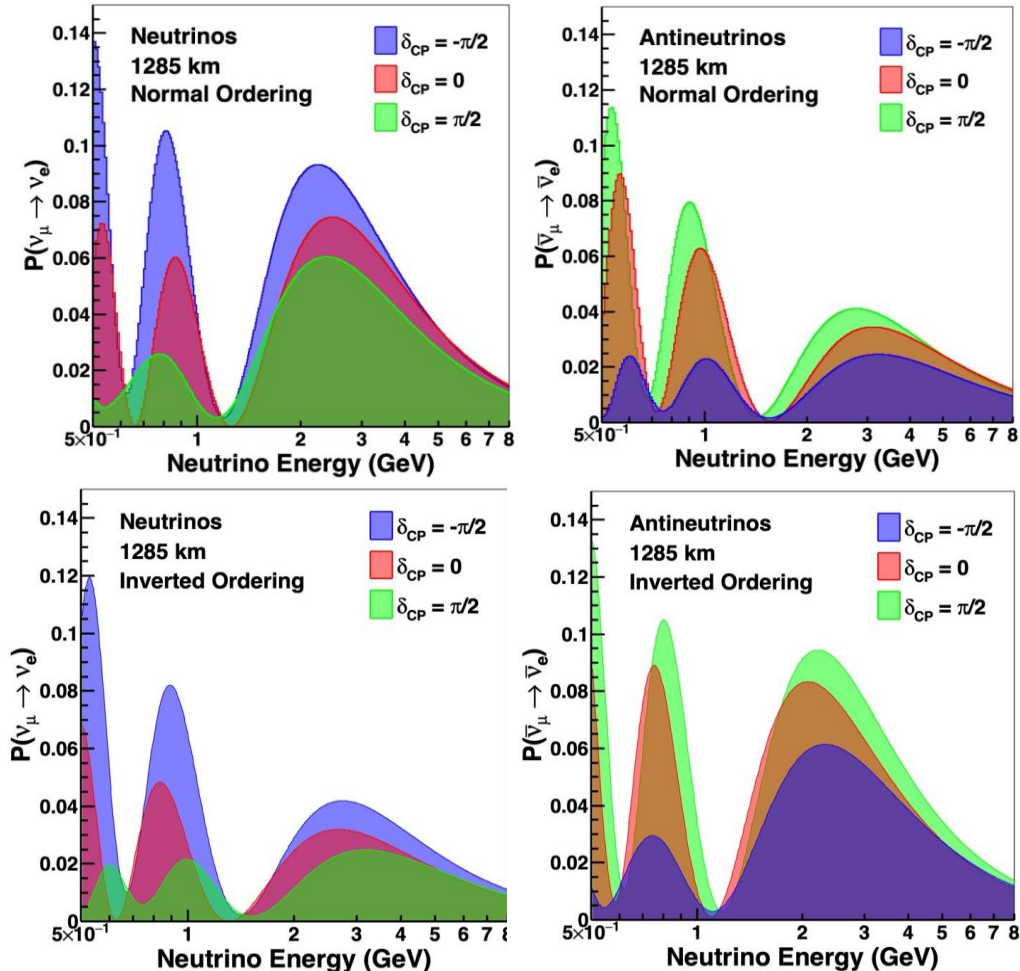 Neutrinos
1285 km
Normal Ordering
δCP = -π/2
δCP = 0
δCP = π/2
P(νμ → νe)
0.14
0.12
0.1
0.08
0.06
0.04
0.02
0
5×10⁻¹ 1 2 3 4 5 6 7 8
Neutrino Energy (GeV)
Antineutrinos
1285 km
Normal Ordering
δCP = -π/2
δCP = 0
δCP = π/2
P(ν̄μ → ν̄e)
0.14
0.12
0.1
0.08
0.06
0.04
0.02
0
5×10⁻¹ 1 2 3 4 5 6 7 8
Neutrino Energy (GeV)
Neutrinos
1285 km
Inverted Ordering
δCP = -π/2
δCP = 0
δCP = π/2
P(νμ → νe)
0.14
0.12
0.1
0.08
0.06
0.04
0.02
0
5×10⁻¹ 1 2 3 4 5 6 7 8
Neutrino Energy (GeV)
Antineutrinos
1285 km
Inverted Ordering
δCP = -π/2
δCP = 0
δCP = π/2
P(ν̄μ → ν̄e)
0.14
0.12
0.1
0.08
0.06
0.04
0.02
0
5×10⁻¹ 1 2 3 4 5 6 7 8
Neutrino Energy (GeV)